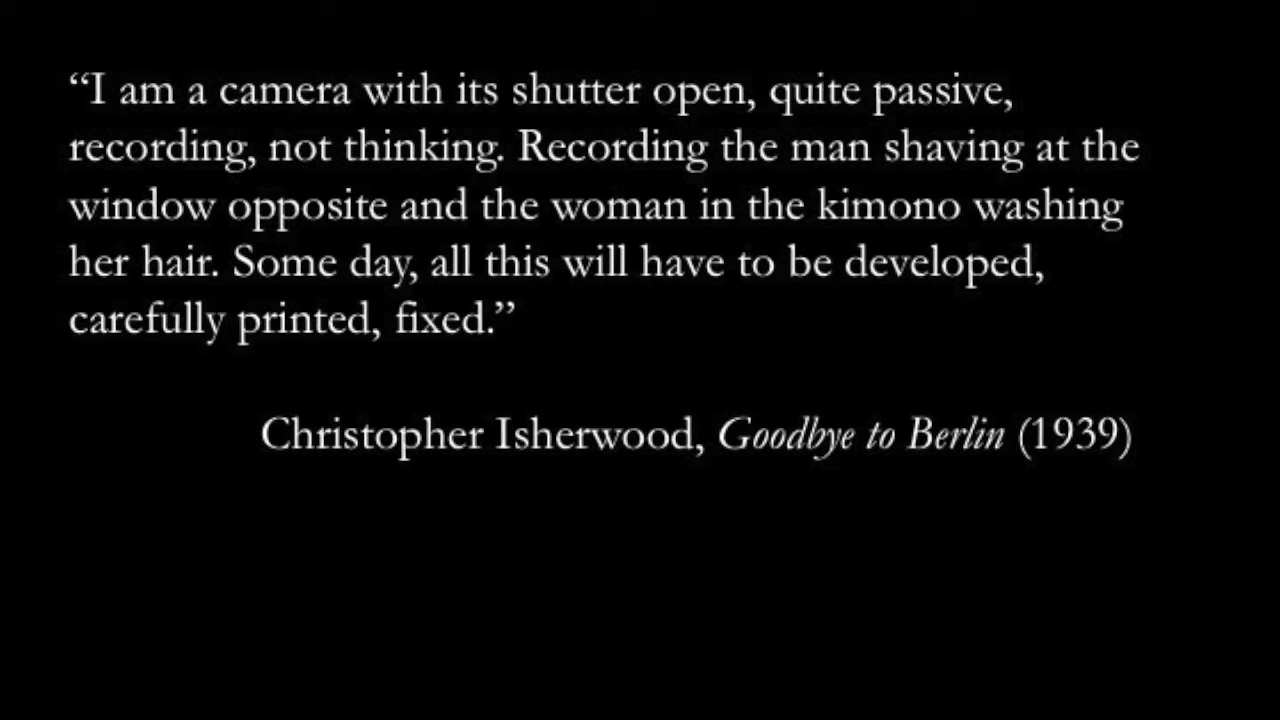 “I am a camera with its shutter open, quite passive,
recording, not thinking. Recording the man shaving at the
window opposite and the woman in the kimono washing
her hair. Some day, all this will have to be developed,
carefully printed, fixed.”
Christopher Isherwood, Goodbye to Berlin (1939)